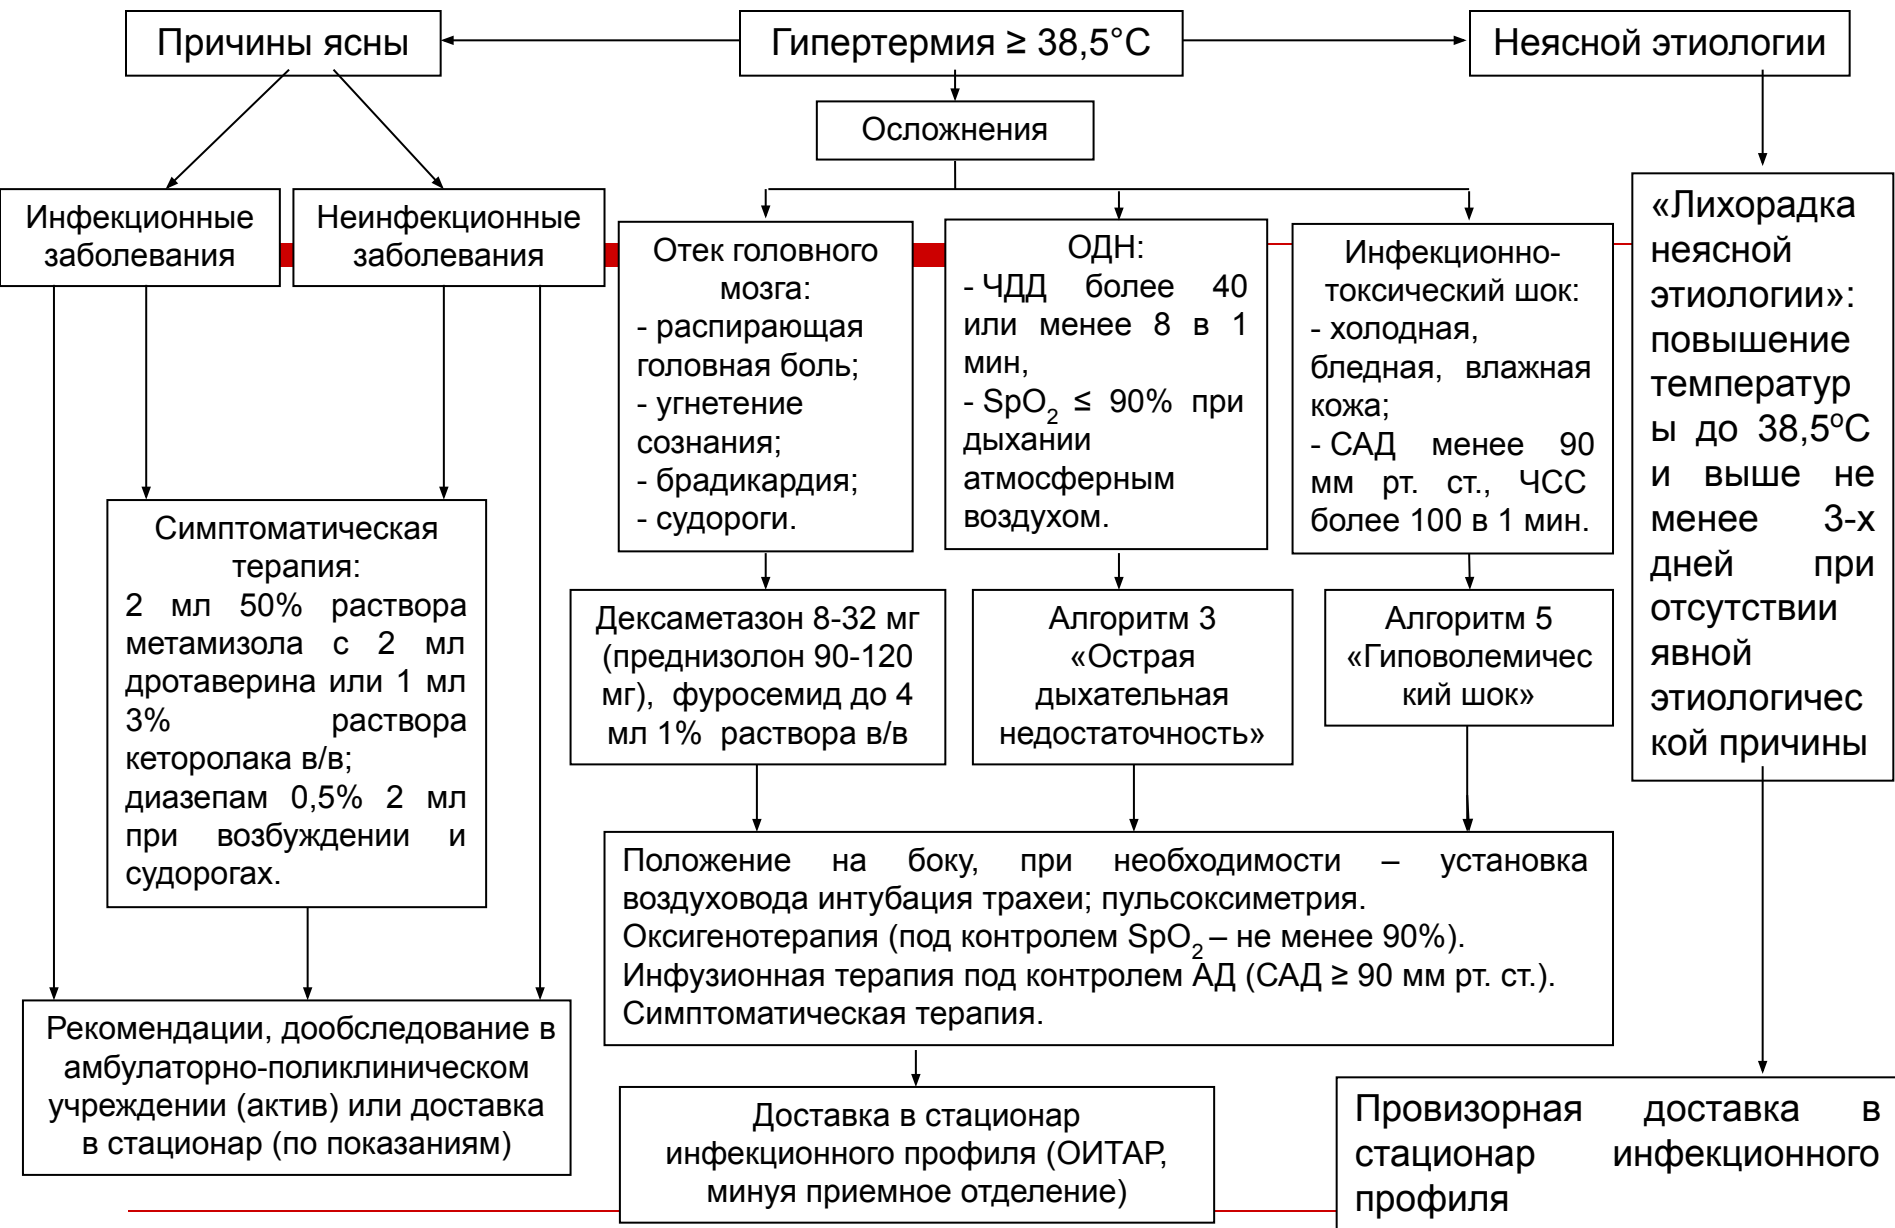 Причины ясны
Гипертермия ≥ 38,5°С
Неясной этиологии
Осложнения
Инфекционные
заболевания
Неинфекционные
заболевания
Отек головного
мозга:
- распирающая
головная боль;
- угнетение
сознания;
- брадикардия;
- судороги.
ОДН:
- ЧДД более 40
или менее 8 в 1
мин,
- SpO2 ≤ 90% при
дыхании
атмосферным
воздухом.
Инфекционно-
токсический шок:
- холодная,
бледная, влажная
кожа;
- САД менее 90
мм рт. ст., ЧСС
более 100 в 1 мин.
«Лихорадка
неясной
этиологии»:
повышение
температур
ы до 38,5ºС
и выше не
менее 3-х
дней при
отсутствии
явной
этиологичес
кой причины
Симптоматическая
терапия:
2 мл 50% раствора
метамизола с 2 мл
дротаверина или 1 мл
3% раствора
кеторолака в/в;
диазепам 0,5% 2 мл
при возбуждении и
судорогах.
Дексаметазон 8-32 мг
(преднизолон 90-120
мг), фуросемид до 4
мл 1% раствора в/в
Алгоритм 3
«Острая
дыхательная
недостаточность»
Алгоритм 5
«Гиповолемичес
кий шок»
Положение на боку, при необходимости – установка
воздуховода интубация трахеи; пульсоксиметрия.
Оксигенотерапия (под контролем SpO2 – не менее 90%).
Инфузионная терапия под контролем АД (САД ≥ 90 мм рт. ст.).
Симптоматическая терапия.
Рекомендации, дообследование в
амбулаторно-поликлиническом
учреждении (актив) или доставка
в стационар (по показаниям)
Доставка в стационар
инфекционного профиля (ОИТАР,
минуя приемное отделение)
Провизорная доставка в
стационар инфекционного
профиля